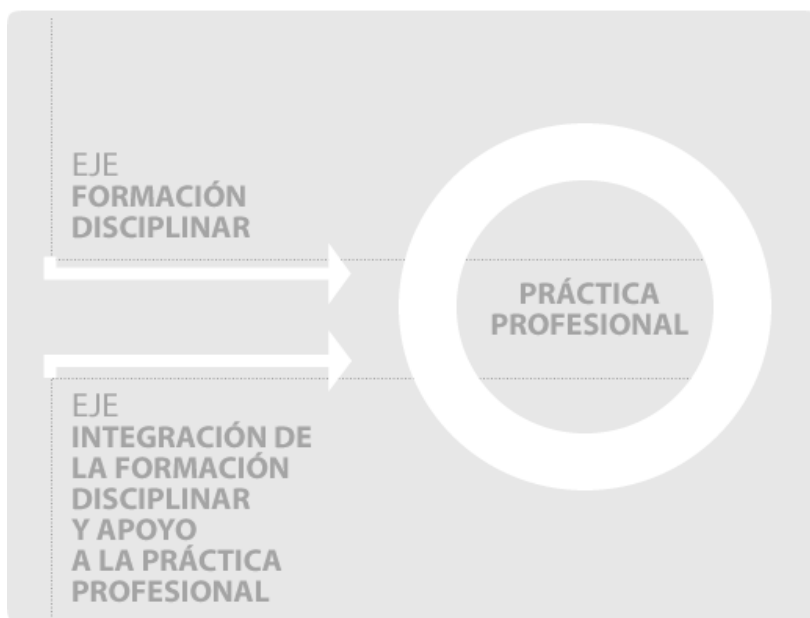 EJE
FORMACIÓN
DISCIPLINAR
PRÁCTICA
PROFESIONAL
EJE
INTEGRACIÓN DE
LA FORMACIÓN
DISCIPLINAR
Y APOYO
A LA PRÁCTICA
PROFESIONAL